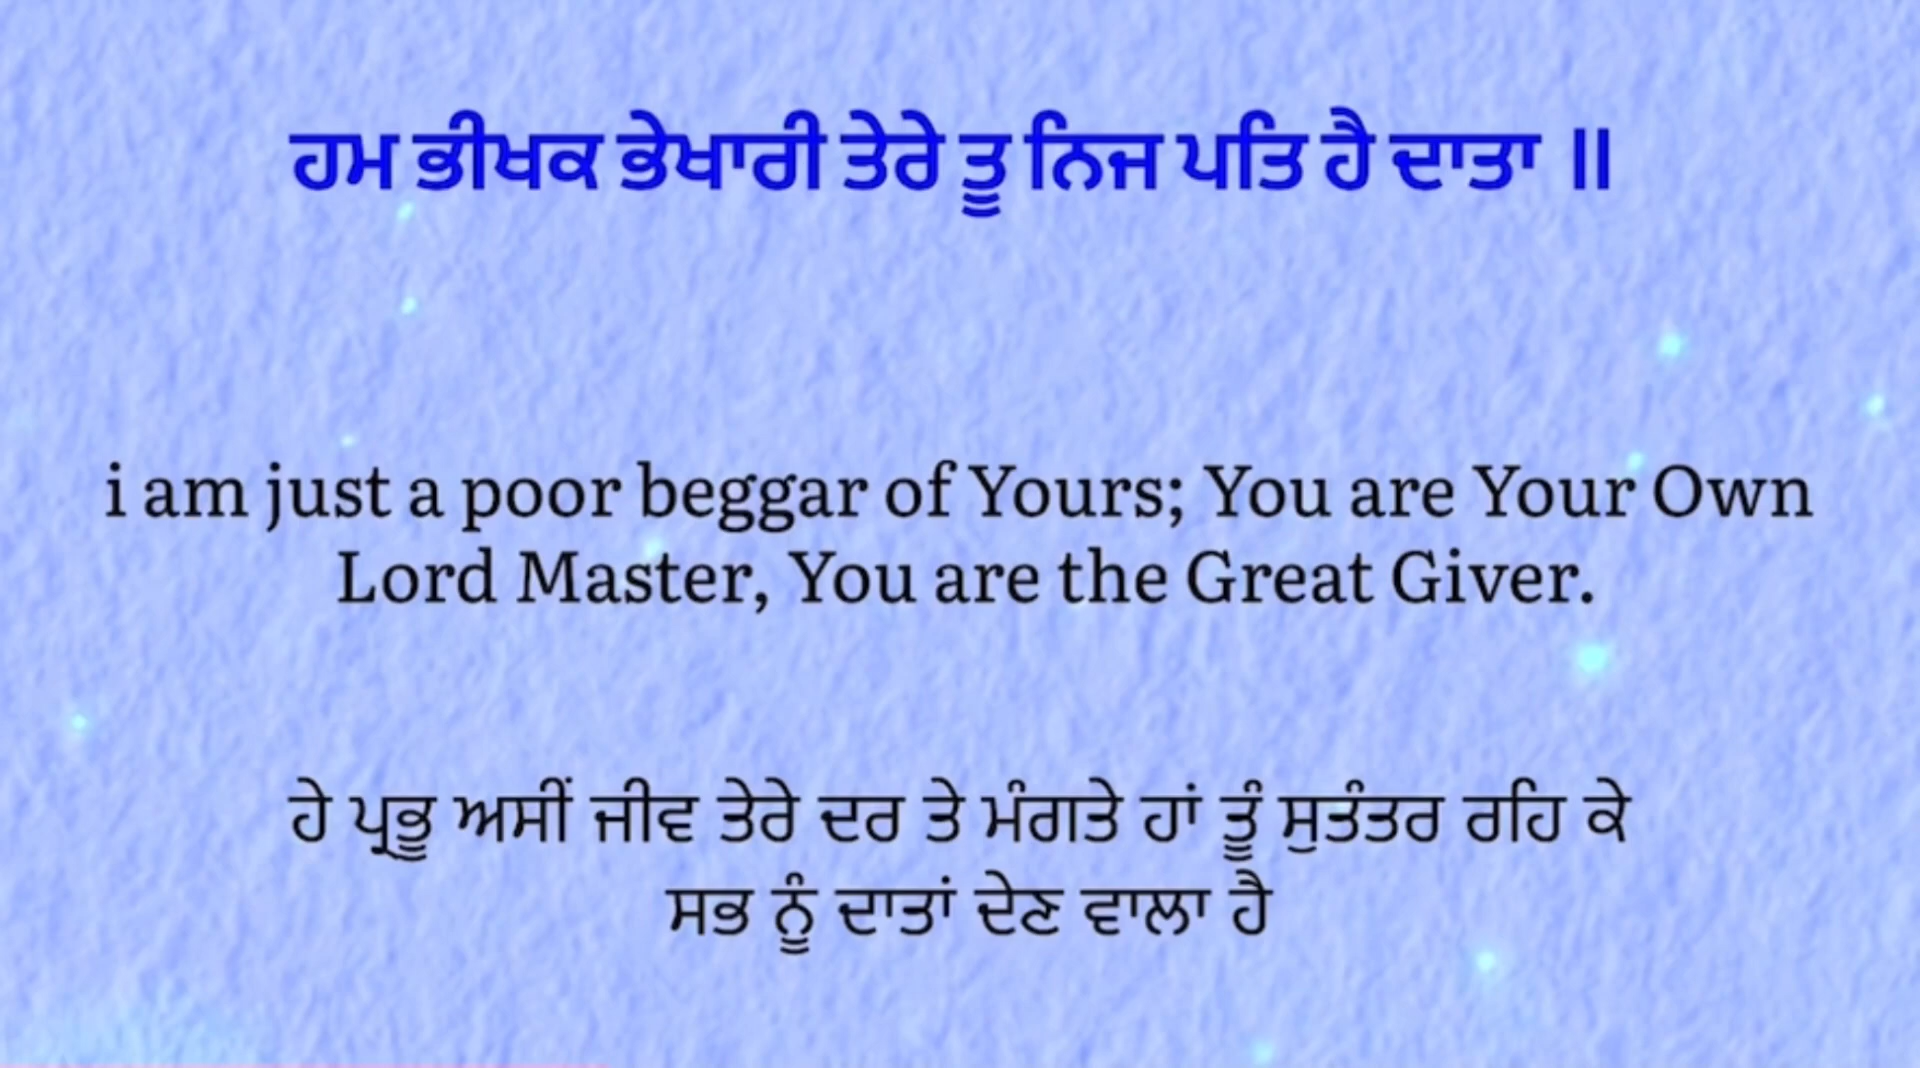 ਹਮ ਭੀਖਕ ਭੇਖਾਰੀ ਤੇਰੇ ਤੂ ਨਿਜ ਪਤਿ ਹੈ ਦਾਤਾ ॥
i am just a poor beggar of Yours; You are Your Own
Lord Master, You are the Great Giver.
ਹੇ ਪ੍ਰਭੂ ਅਸੀਂ ਜੀਵ ਤੇਰੇ ਦਰ ਤੇ ਮੰਗਤੇ ਹਾਂ ਤੂੰ ਸੁਤੰਤਰ ਰਹਿ ਕੇ
ਸਭ ਨੂੰ ਦਾਤਾਂ ਦੇਣ ਵਾਲਾ ਹੈ